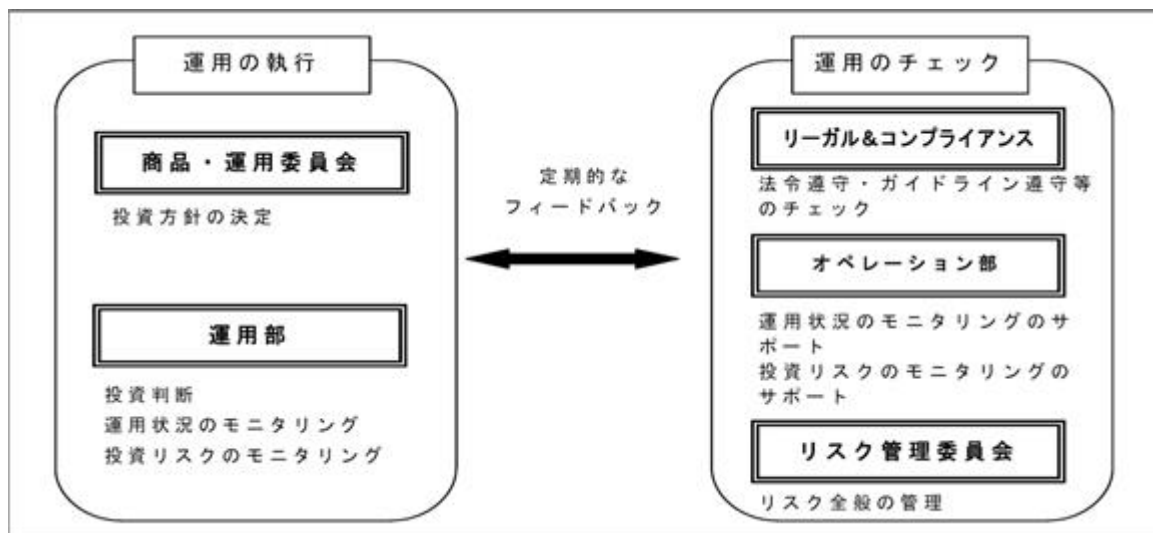 運用の執行
商品・運用委員会
投資方針の決定
運用部
投資判断
運用状況のモニタリング
投資リスクのモニタリング
定期的な
フィードバック
運用のチェック
リーガル&コンプライアンス
法令遵守・ガイドライン遵守等
のチェック
オペレーション部
運用状況のモニタリングのサ
ポート
投資リスクのモニタリングの
サポート
リスク管理委員会
リスク全般の管理